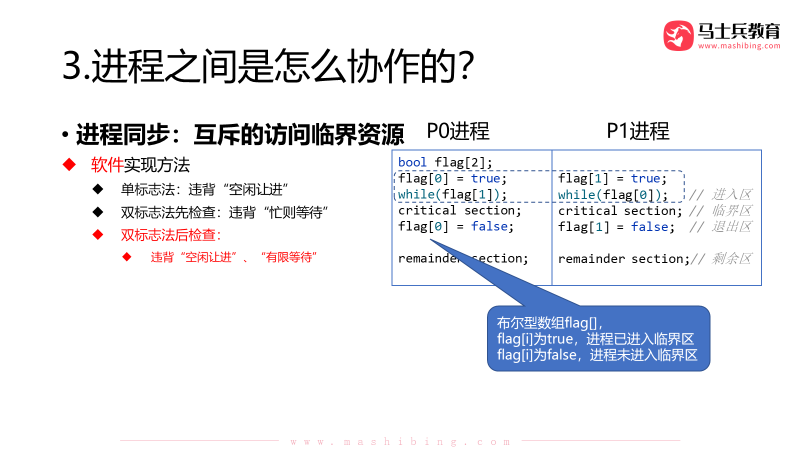 马士兵教育
www.mashibing.com
3.进程之间是怎么协作的？
• 进程同步：互斥的访问临界资源
◆ 软件实现方法
◆ 单标志法：违背“空闲让进”
◆ 双标志法先检查：违背“忙则等待”
◆ 双标志法后检查：
◆ 违背“空闲让进”、“有限等待”
P0进程
bool flag[2];
flag[0] = true;
while(flag[1]);
critical section;
flag[0] = false;
remainder section;
P1进程
flag[1] = true;
while(flag[0]); // 进入区
critical section; // 临界区
flag[1] = false; // 退出区
remainder section;// 剩余区
布尔型数组flag[]，
flag[i]为true，进程已进入临界区
flag[i]为false，进程未进入临界区
www.mashibing.com